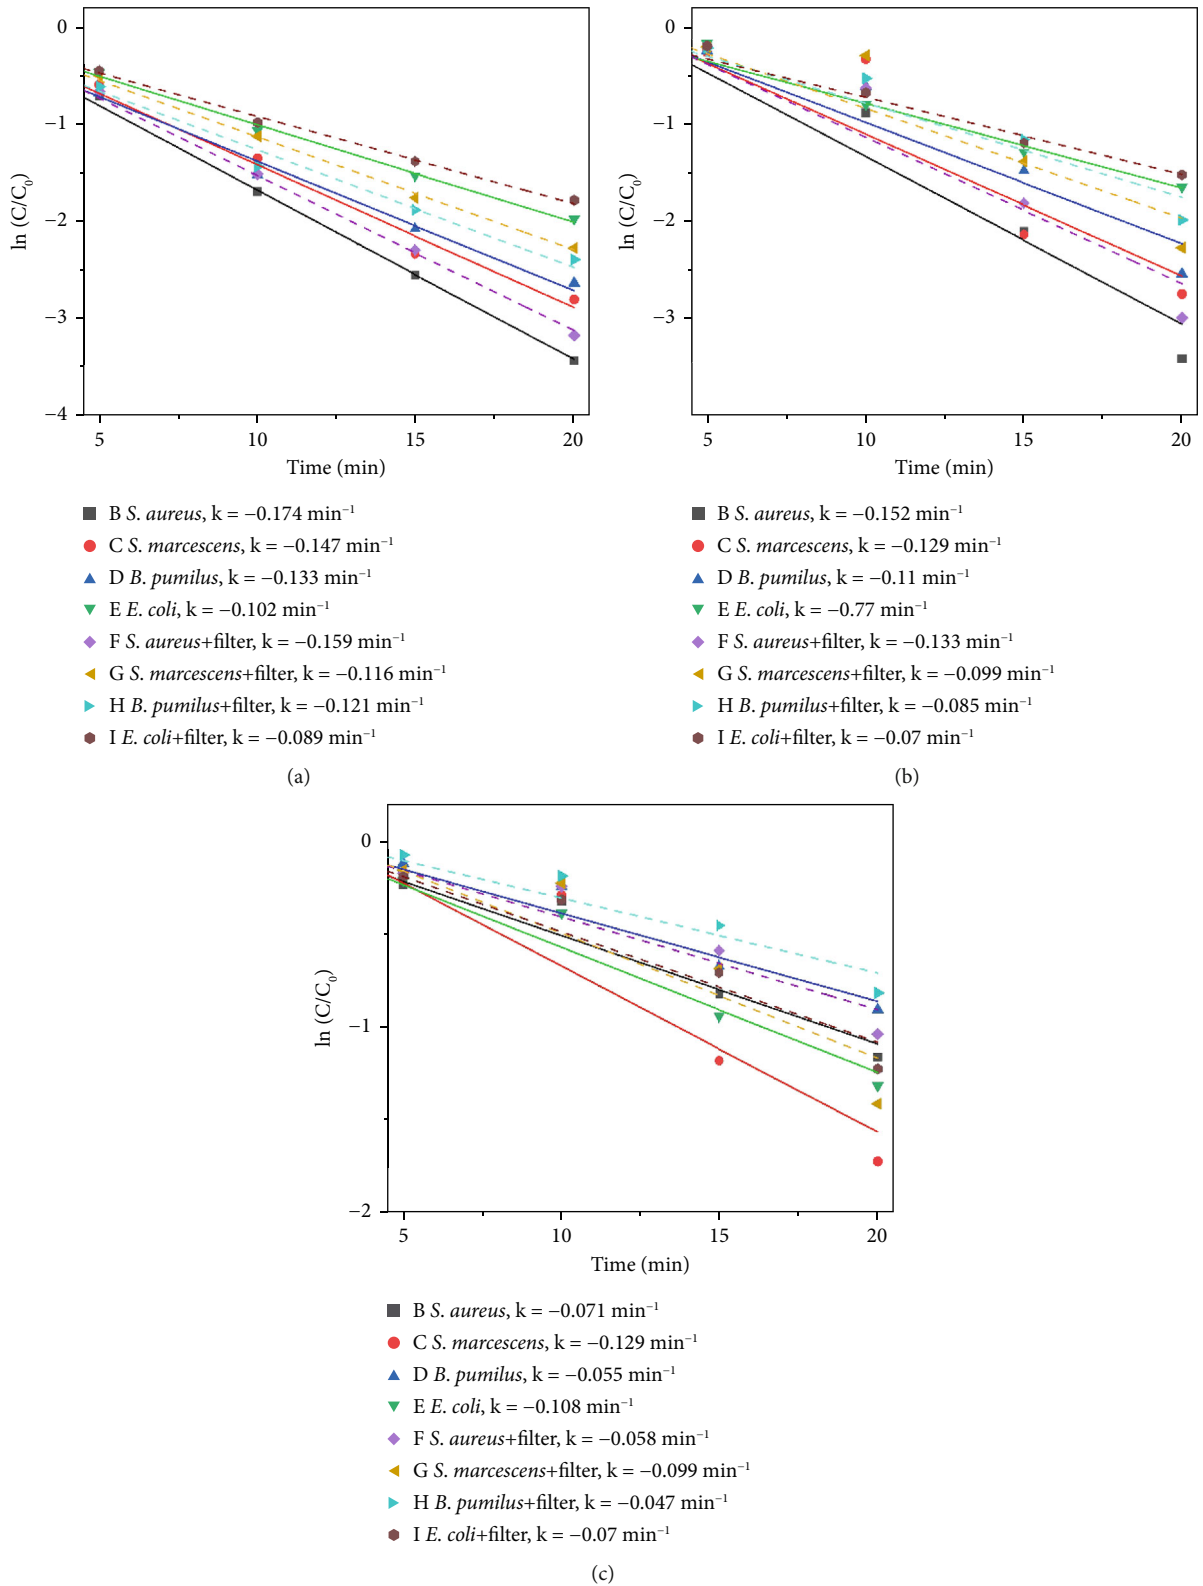 0
−1
−2
−3
−4
ln (C/C₀)
5
10
15
20
Time (min)
B S. aureus, k = −0.174 min⁻¹
C S. marcescens, k = −0.147 min⁻¹
D B. pumilus, k = −0.133 min⁻¹
E E. coli, k = −0.102 min⁻¹
F S. aureus+filter, k = −0.159 min⁻¹
G S. marcescens+filter, k = −0.116 min⁻¹
H B. pumilus+filter, k = −0.121 min⁻¹
I E. coli+filter, k = −0.089 min⁻¹
(a)
0
−1
−2
−3
ln (C/C₀)
5
10
15
20
Time (min)
B S. aureus, k = −0.152 min⁻¹
C S. marcescens, k = −0.129 min⁻¹
D B. pumilus, k = −0.11 min⁻¹
E E. coli, k = −0.77 min⁻¹
F S. aureus+filter, k = −0.133 min⁻¹
G S. marcescens+filter, k = −0.099 min⁻¹
H B. pumilus+filter, k = −0.085 min⁻¹
I E. coli+filter, k = −0.07 min⁻¹
(b)
0
−1
−2
ln (C/C₀)
5
10
15
20
Time (min)
B S. aureus, k = −0.071 min⁻¹
C S. marcescens, k = −0.129 min⁻¹
D B. pumilus, k = −0.055 min⁻¹
E E. coli, k = −0.108 min⁻¹
F S. aureus+filter, k = −0.058 min⁻¹
G S. marcescens+filter, k = −0.099 min⁻¹
H B. pumilus+filter, k = −0.047 min⁻¹
I E. coli+filter, k = −0.07 min⁻¹
(c)